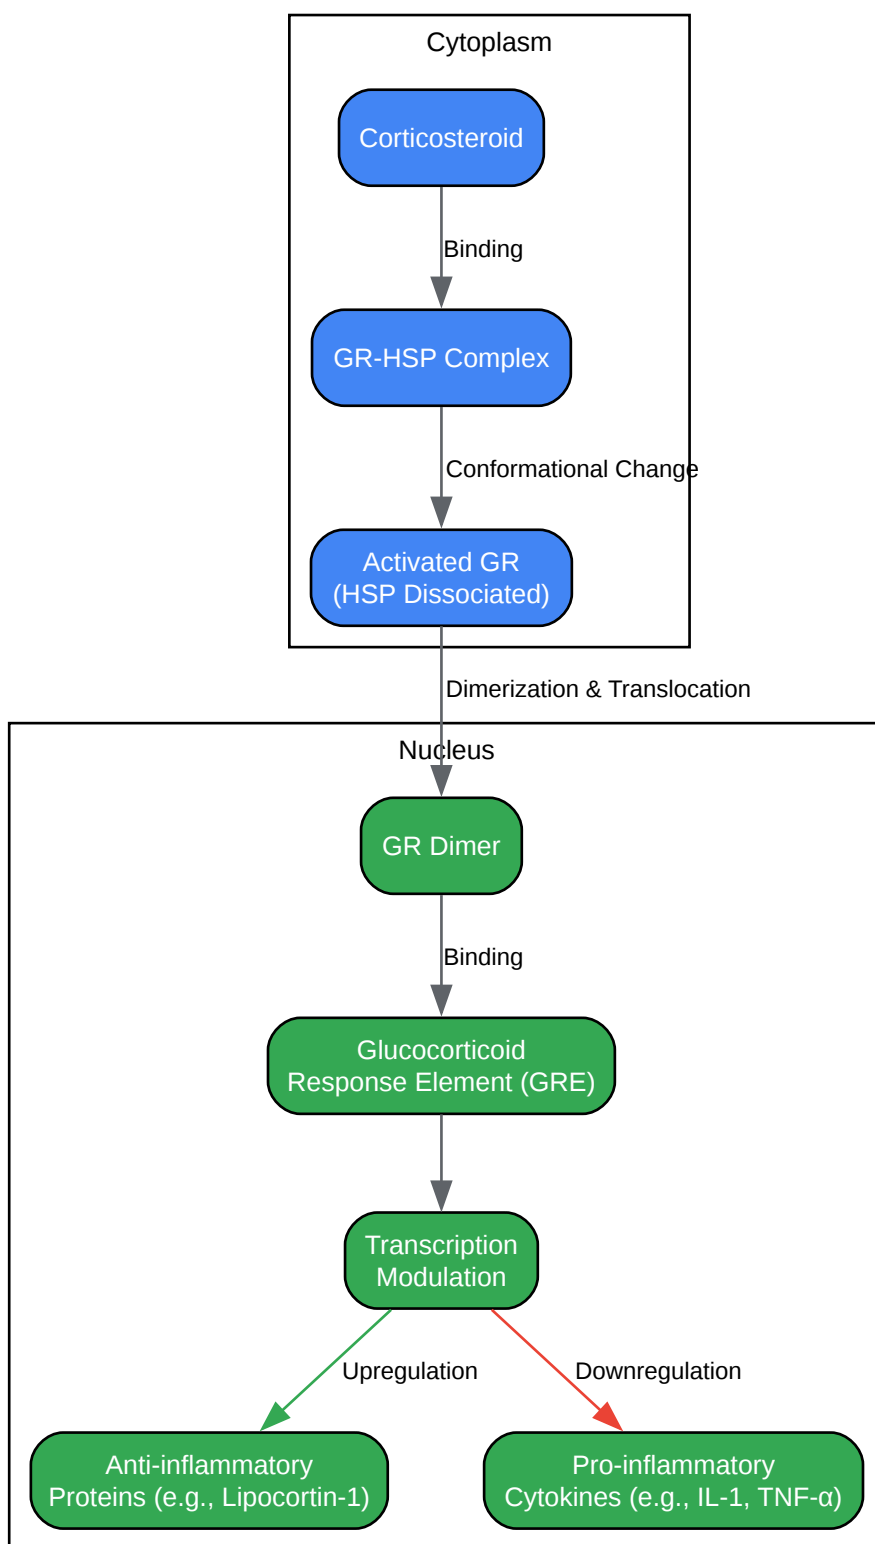 Cytoplasm
Corticosteroid
Binding
GR-HSP Complex
Conformational Change
Activated GR
(HSP Dissociated)
Dimerization & Translocation
Nucleus
GR Dimer
Binding
Glucocorticoid
Response Element (GRE)
Transcription
Modulation
Upregulation
Downregulation
Anti-inflammatory
Proteins (e.g., Lipocortin-1)
Pro-inflammatory
Cytokines (e.g., IL-1, TNF-α)